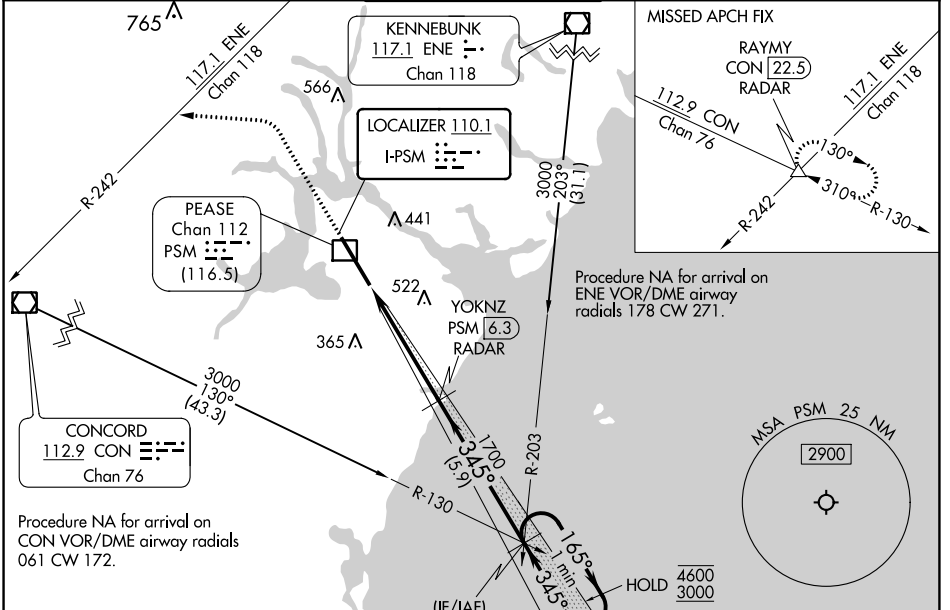 765
117.1 ENE
Chan 118
R-242
566
KENNEBUNK
117.1 ENE
Chan 118
LOCALIZER 110.1
I-PSM
3000
203°
(31.1)
PEASE
Chan 112
PSM
(116.5)
441
522
365
YOKNZ
PSM 6.3
RADAR
3000
130°
(43.3)
CONCORD
112.9 CON
Chan 76
R-130
R-203
1700
345°
(5.9)
Procedure NA for arrival on
CON VOR/DME airway radials
061 CW 172.
165°
1 min
345°
HOLD 4600
3000
(IF/IAF)
MISSED APCH FIX
RAYMY
CON 22.5
RADAR
112.9 CON
Chan 76
117.1 ENE
Chan 118
130°
310°
R-130
R-242
Procedure NA for arrival on
ENE VOR/DME airway
radials 178 CW 271.
MSA PSM 25 NM
2900